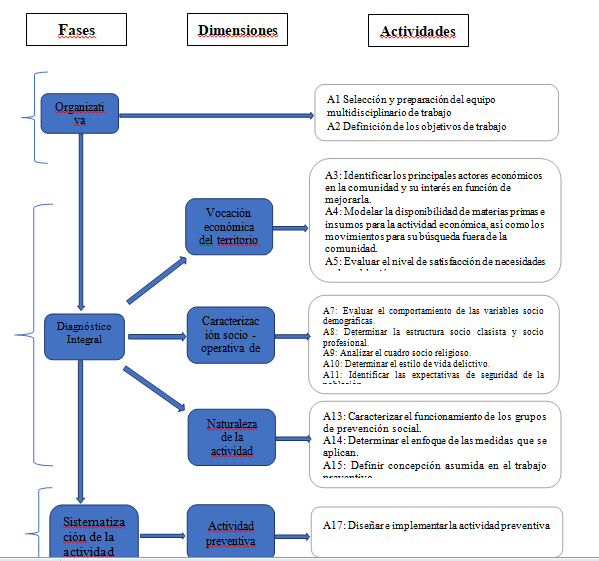 Fases
Dimensiones
Actividades
Organizati
va
A1 Selección y preparación del equipo
multidisciplinario de trabajo
A2 Definición de los objetivos de trabajo
Vocación
económica
del territorio
A3: Identificar los principales actores económicos
en la comunidad y su interés en función de
mejorarla.
A4: Modelar la disponibilidad de materias primas e
insumos para la actividad económica, así como los
movimientos para su búsqueda fuera de la
comunidad.
A5: Evaluar el nivel de satisfacción de necesidades
Diagnóstico
Integral
Caracterizac
ión socio -
operativa de
A7: Evaluar el comportamiento de las variables socio
demográficas.
A8: Determinar la estructura socio clasista y socio
profesional.
A9: Analizar el cuadro socio religioso.
A10: Determinar el estilo de vida delictivo.
A11: Identificar las expectativas de seguridad de la
Naturaleza
de la
actividad
A13: Caracterizar el funcionamiento de los grupos
de prevención social.
A14: Determinar el enfoque de las medidas que se
aplican.
A15: Definir concepción asumida en el trabajo
preventivo
Sistematiza
ción de la
actividad
Actividad
preventiva
A17: Diseñar e implementar la actividad preventiva